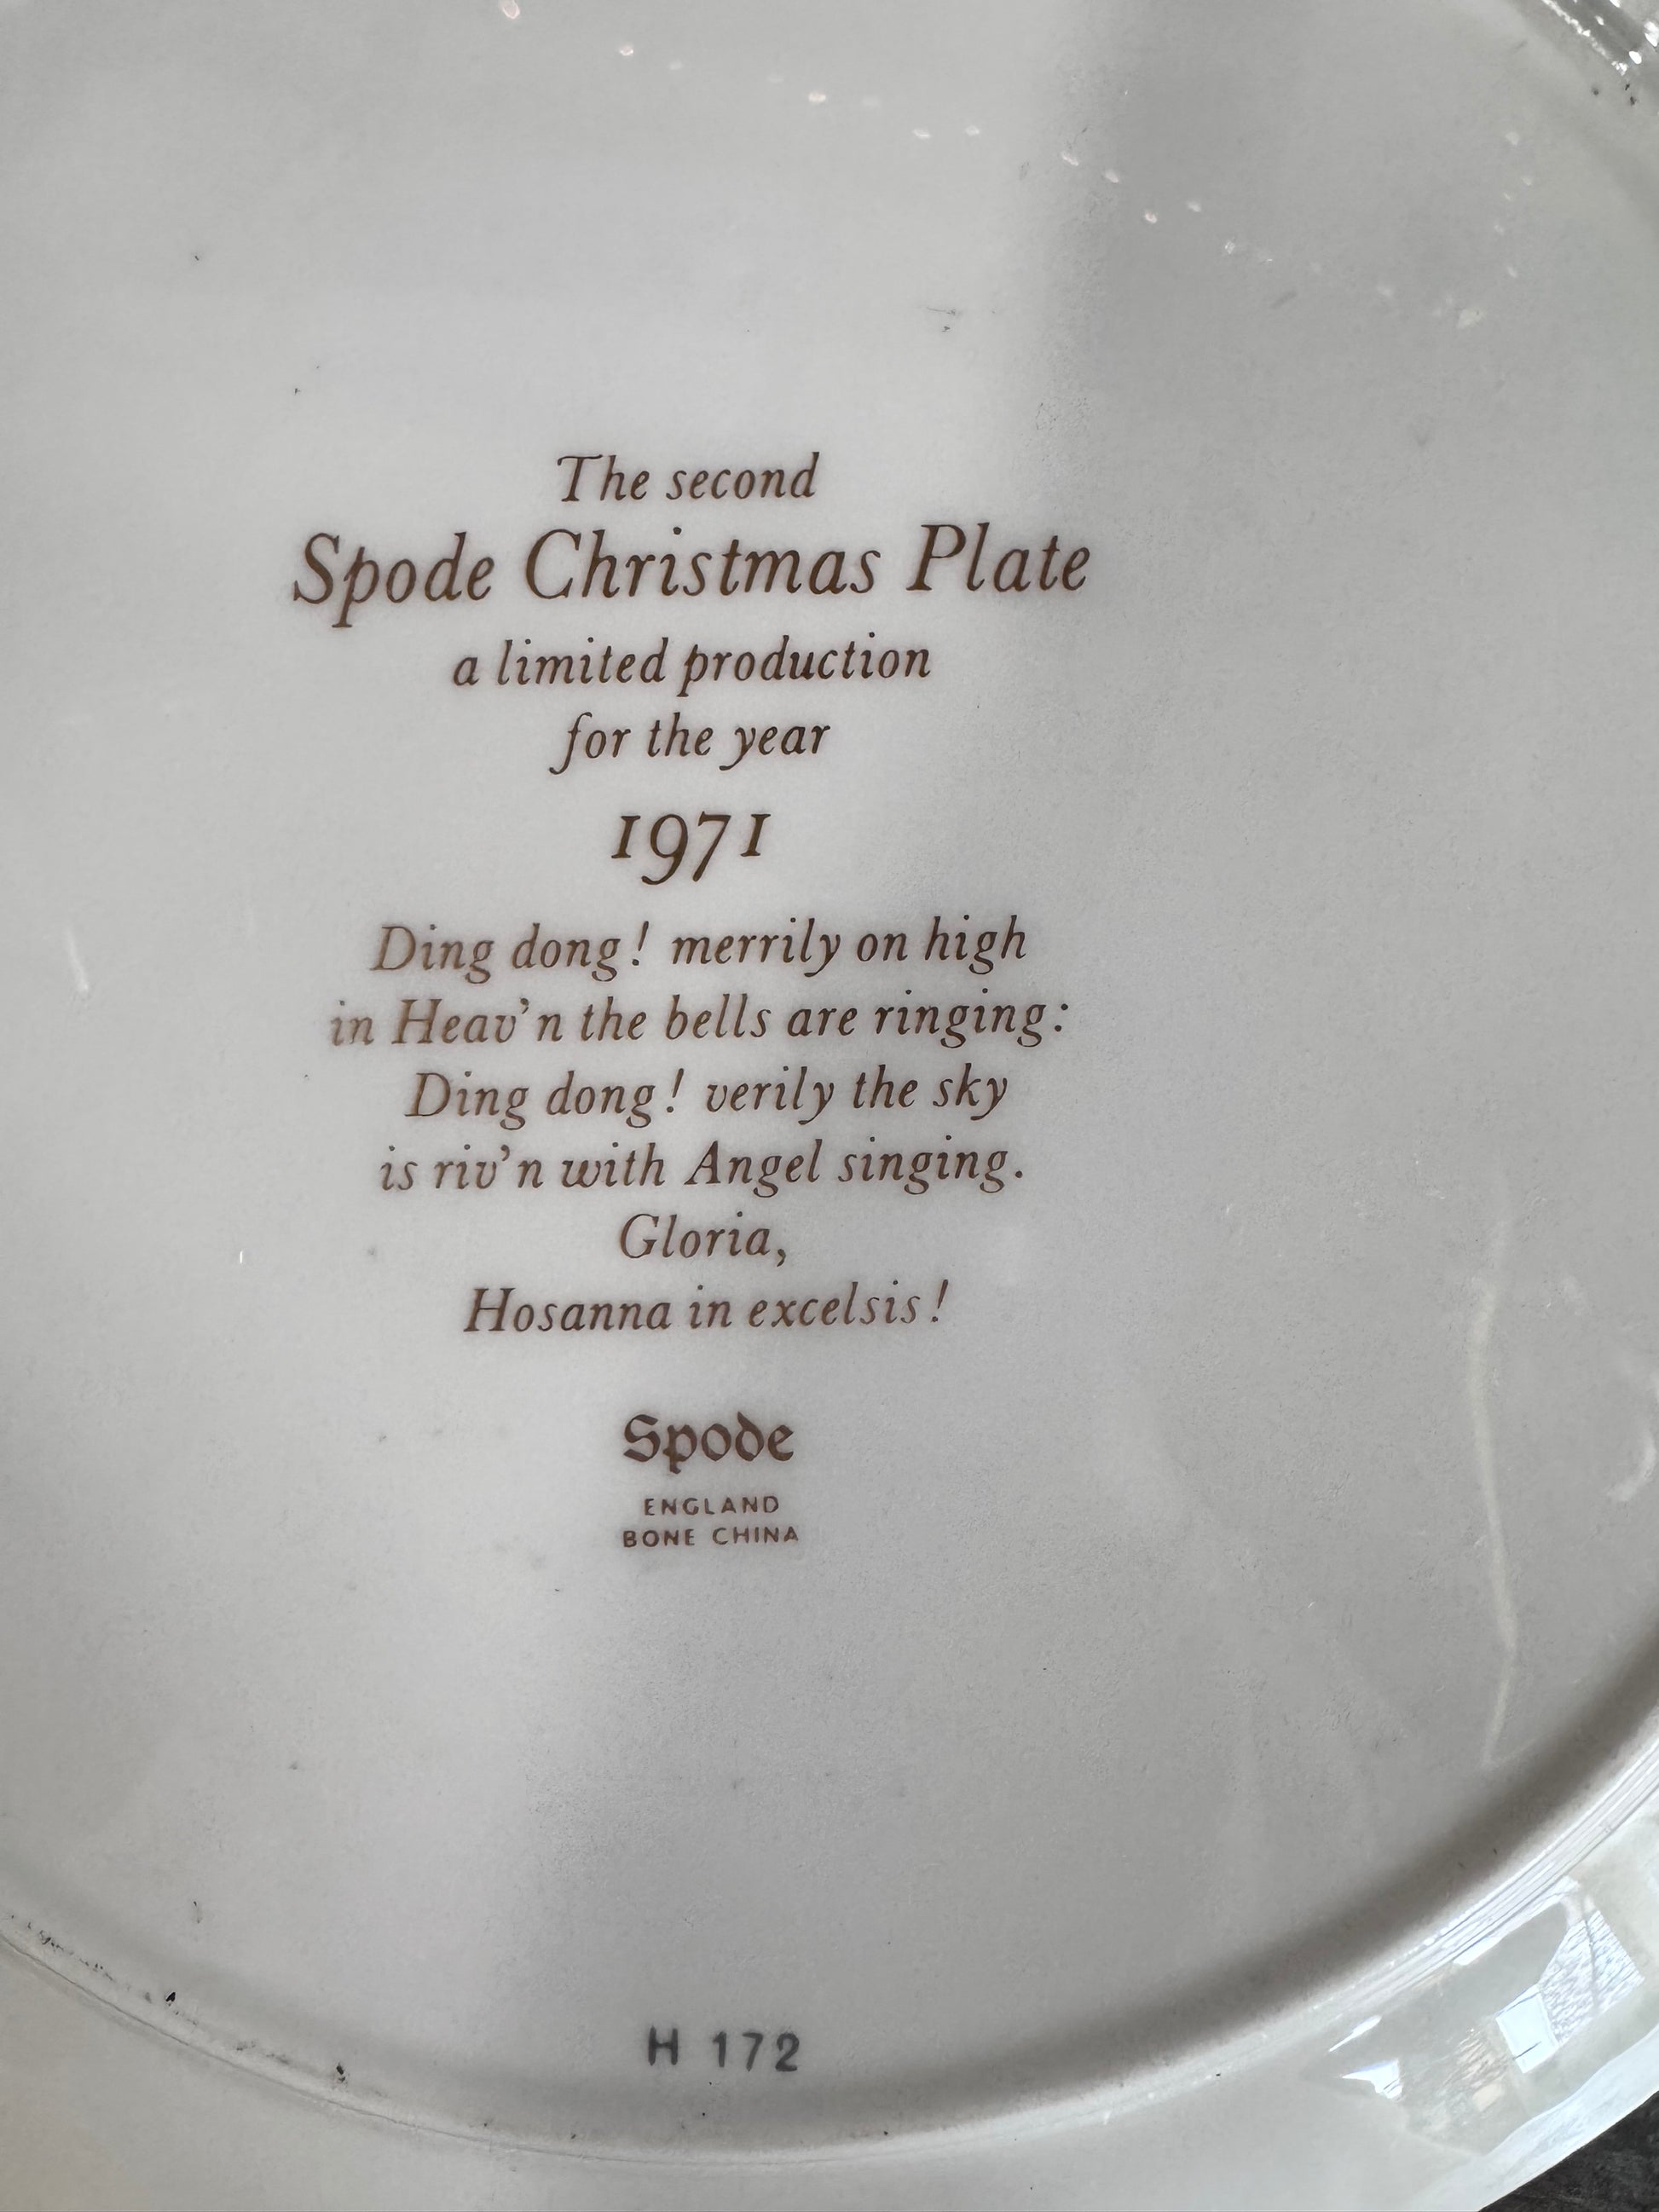 The second
Spode Christmas Plate
a limited production
for the year
1971
Ding dong! merrily on high
in Heav'n the bells are ringing:
Ding dong! verily the sky
is riv'n with Angel singing.
Gloria,
Hosanna in excelsis!
Spode
ENGLAND
BONE CHINA
H 172